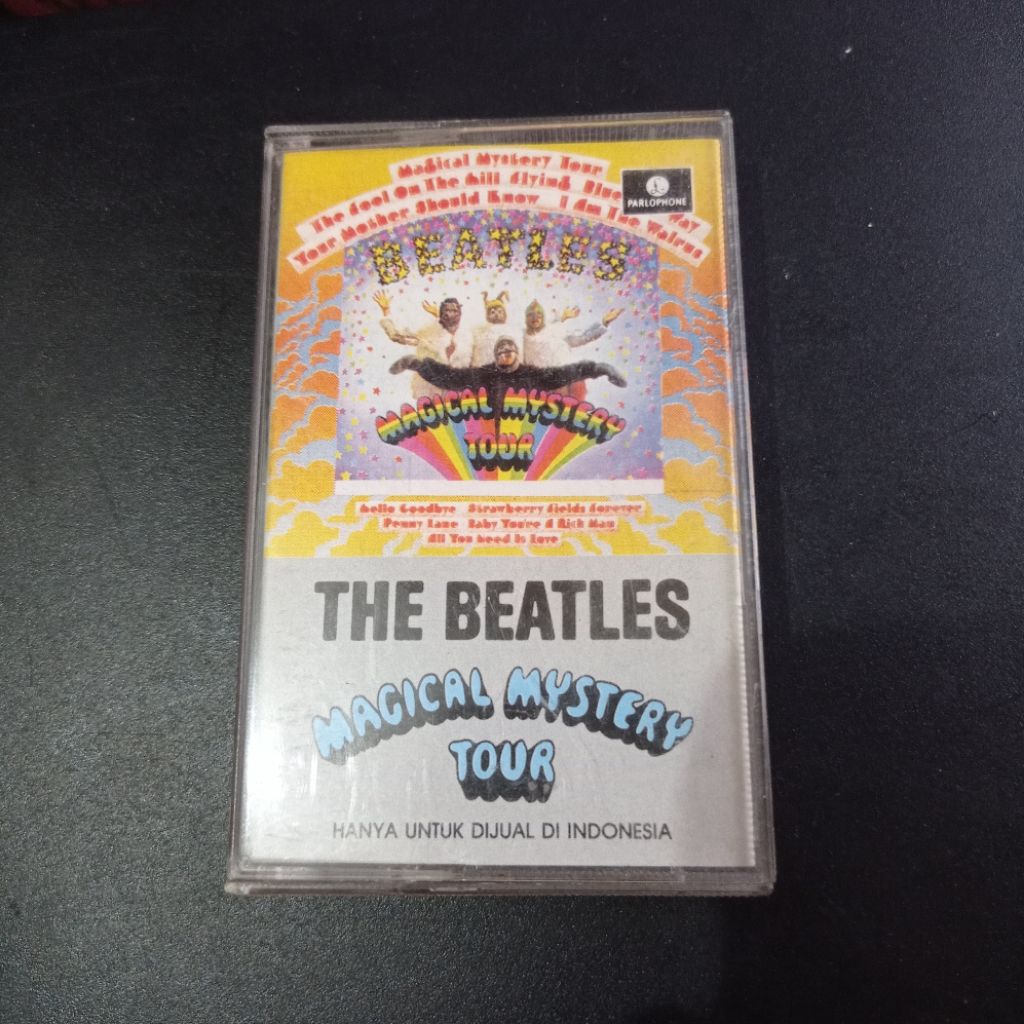 Magical Mystery Tour
The Fool On The Hill Flying Blue Way
Your Mother Should Know I Am The Walrus
PARLOPHONE
BEATLES
MAGICAL MYSTERY
TOUR
Hello Goodbye Strawberry Fields Forever
Penny Lane Baby You're A Rich Man
All You Need Is Love
THE BEATLES
MAGICAL MYSTERY
TOUR
HANYA UNTUK DIJUAL DI INDONESIA